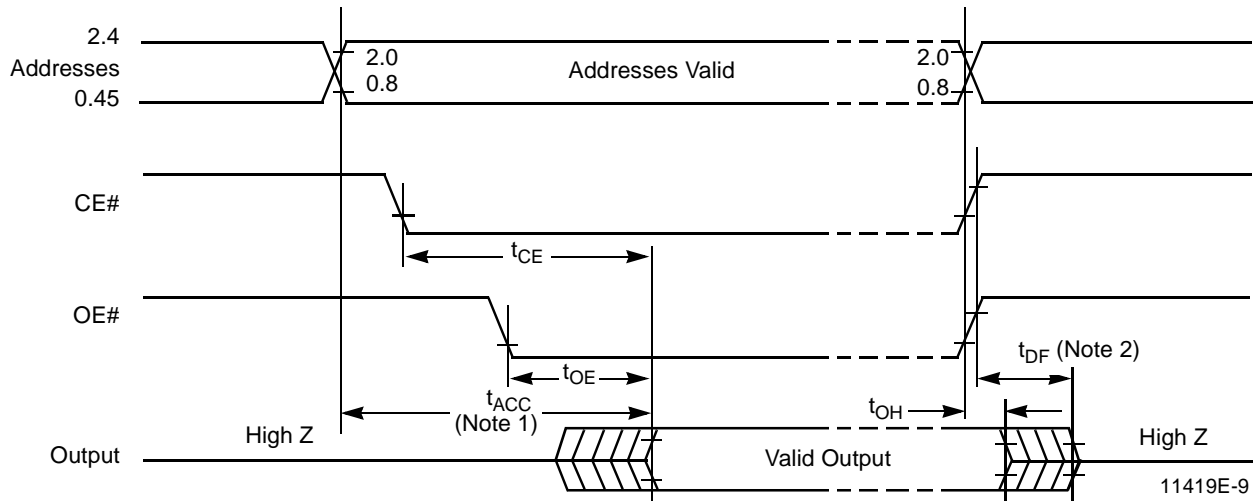 2.4
Addresses
0.45
2.0
0.8
Addresses Valid
2.0
0.8
CE#
tCE
OE#
tOE
tACC
(Note 1)
tDF (Note 2)
tOH
High Z
Output
Valid Output
High Z
11419E-9